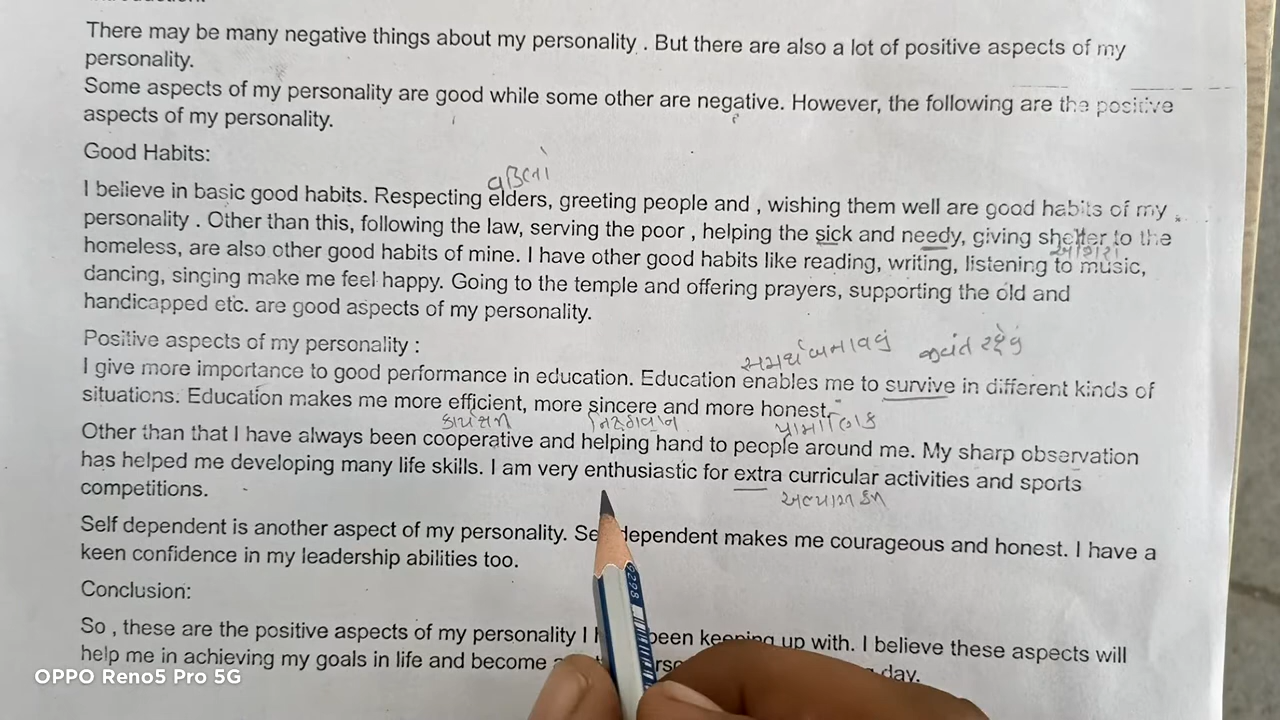 There may be many negative things about my personality . But there are also a lot of positive aspects of my
personality.
Some aspects of my personality are good while some other are negative. However, the following are the positive
aspects of my personality.
Good Habits:
વડિલો
I believe in basic good habits. Respecting elders, greeting people and , wishing them well are good habits of my
personality . Other than this, following the law, serving the poor , helping the sick and needy, giving shelter to the
homeless, are also other good habits of mine. I have other good habits like reading, writing, listening to music,
dancing, singing make me feel happy. Going to the temple and offering prayers, supporting the old and
handicapped etc. are good aspects of my personality.
Positive aspects of my personality :
સમર્થ બનાવવું જીવંત રહેવું
I give more importance to good performance in education. Education enables me to survive in different kinds of
situations. Education makes me more efficient, more sincere and more honest.
Other than that I have always been cooperative and helping hand to people around me. My sharp observation
has helped me developing many life skills. I am very enthusiastic for extra curricular activities and sports
competitions.
Self dependent is another aspect of my personality. dependent makes me courageous and honest. I have a
keen confidence in my leadership abilities too.
Conclusion:
So , these are the positive aspects of my personality I been keeping up with. I believe these aspects will
help me in achieving my goals in life and become day.
OPPO Reno5 Pro 5G